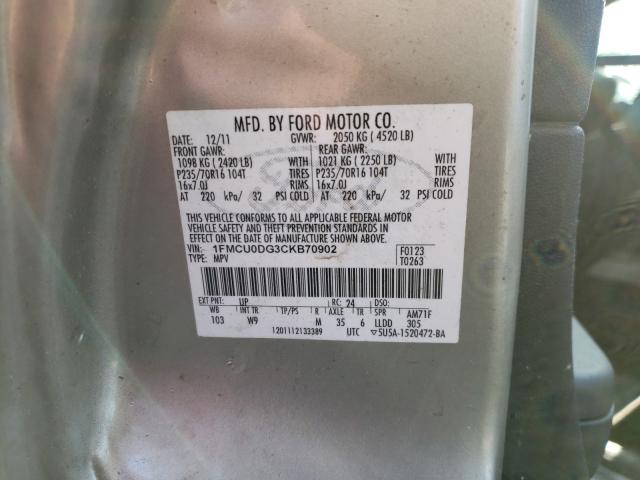 MFD. BY FORD MOTOR CO.
DATE: 12/11 GVWR: 2050 KG ( 4520 LB)
FRONT GAWR: REAR GAWR:
1098 KG ( 2420 LB) WITH 1021 KG ( 2250 LB) WITH
P235/70R16 104T TIRES P235/70R16 104T TIRES
16x7.0J RIMS 16x7.0J RIMS
AT 220 kPa/ 32 PSI COLD AT 220 kPa/ 32 PSI COLD
THIS VEHICLE CONFORMS TO ALL APPLICABLE FEDERAL MOTOR
VEHICLE SAFETY AND THEFT PREVENTION STANDARDS IN
EFFECT ON THE DATE OF MANUFACTURE SHOWN ABOVE.
VIN: 1FMCU0DG3CKB70902 F0123
TYPE: MPV T0263
EXT PNT: UP RC: 24 DSO:
WB INT TR TP/PS R AXLE TR SPR AM71F
103 W9 M 35 6 LLDD 305
1201112133389 UTC ▽5U5A-1520472-BA